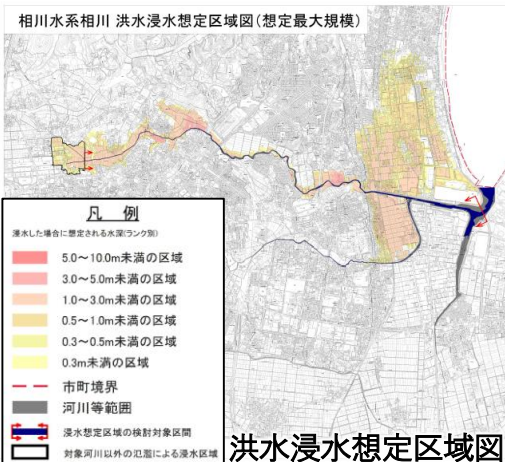 相川水系相川 洪水浸水想定区域図(想定最大規模)
凡 例
浸水した場合に想定される水深(ランク別)
5.0～10.0m未満の区域
3.0～5.0m未満の区域
1.0～3.0m未満の区域
0.5～1.0m未満の区域
0.3～0.5m未満の区域
0.3m未満の区域
市町境界
河川等範囲
浸水想定区域の検討対象区間
対象河川以外の氾濫による浸水区域
洪水浸水想定区域図